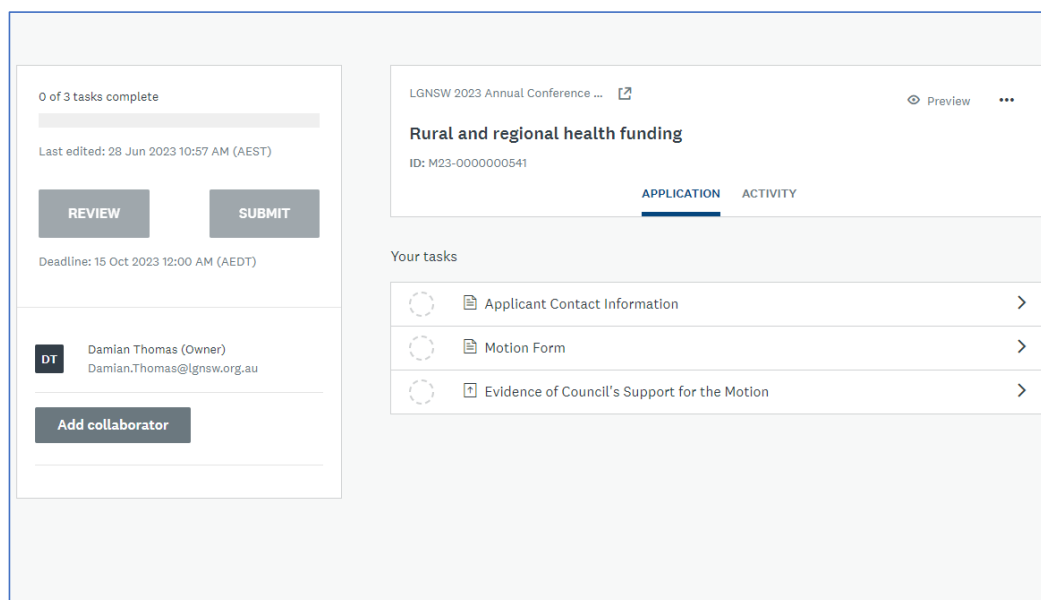 0 of 3 tasks complete
Last edited: 28 Jun 2023 10:57 AM (AEST)
REVIEW
SUBMIT
Deadline: 15 Oct 2023 12:00 AM (AEDT)
DT
Damian Thomas (Owner)
Damian.Thomas@lgnsw.org.au
Add collaborator
LGNSW 2023 Annual Conference ...
Preview
Rural and regional health funding
ID: M23-0000000541
APPLICATION
ACTIVITY
Your tasks
Applicant Contact Information
Motion Form
Evidence of Council's Support for the Motion